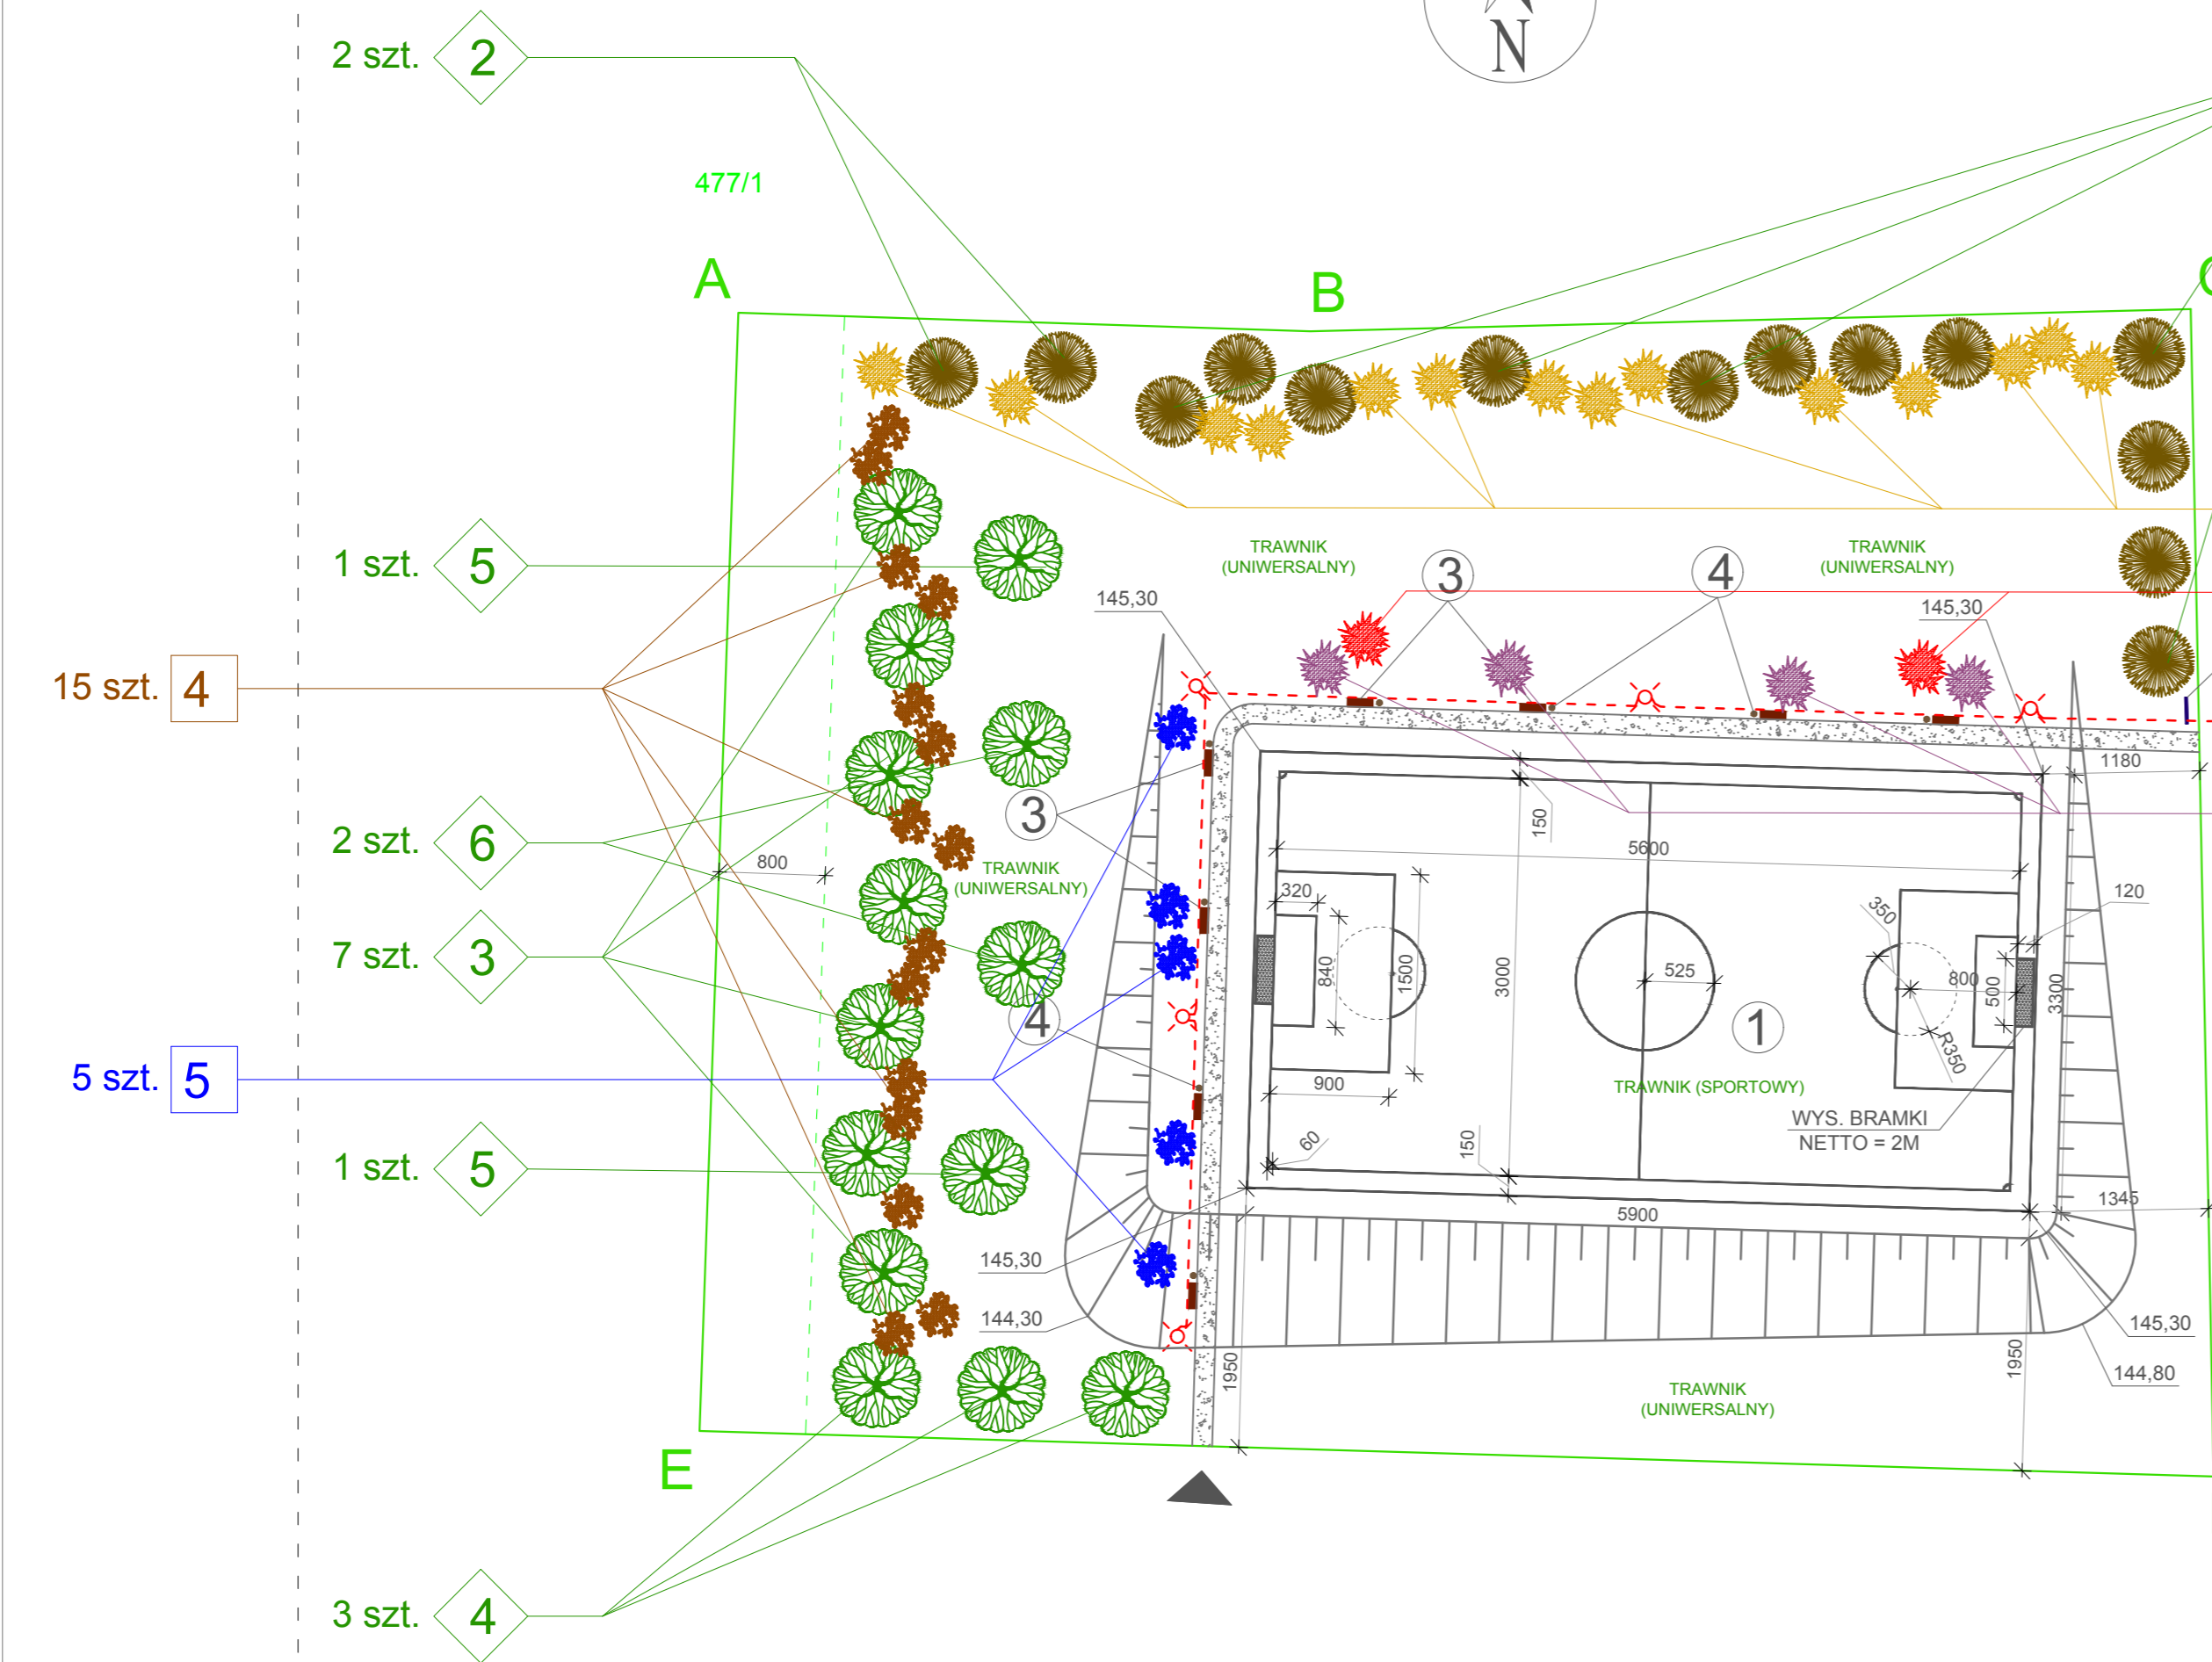 N
2 szt. 2
477/1
A
B
C
1 szt. 5
TRAWNIK
(UNIWERSALNY)
TRAWNIK
(UNIWERSALNY)
3
4
145,30
145,30
15 szt. 4
1180
150
3
2 szt. 6
5600
800
TRAWNIK
(UNIWERSALNY)
320
120
350
7 szt. 3
840
1500
3000
525
800
500
3300
4
1
R350
5 szt. 5
900
TRAWNIK (SPORTOWY)
WYS. BRAMKI
NETTO = 2M
60
150
1 szt. 5
1345
5900
145,30
144,30
145,30
1950
1950
144,80
TRAWNIK
(UNIWERSALNY)
E
3 szt. 4